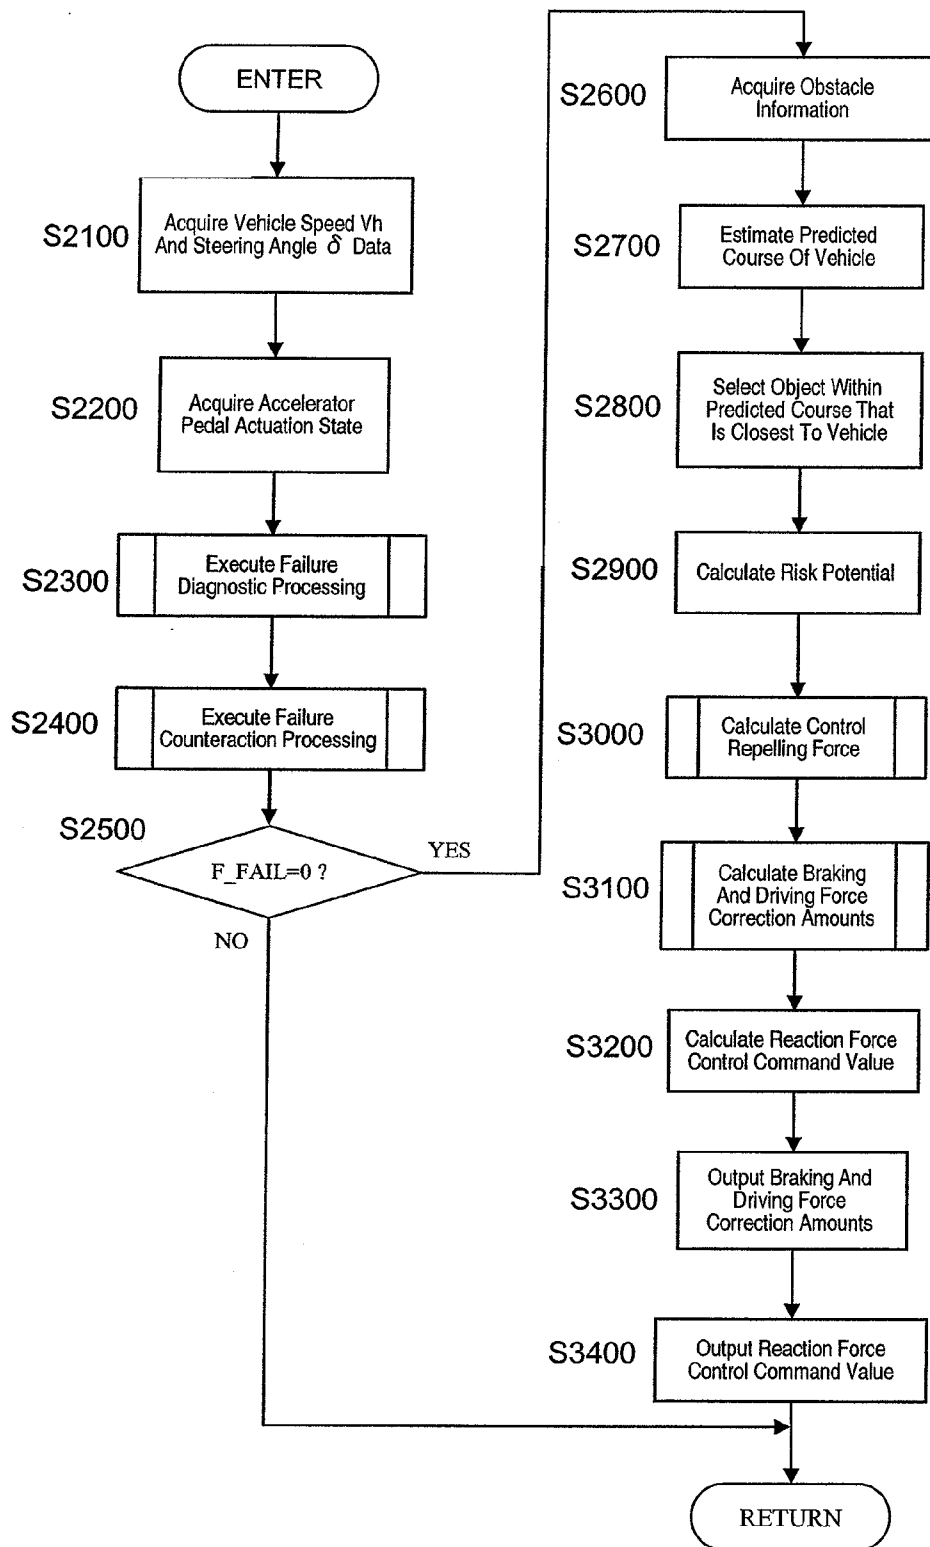 ENTER
S2100
Acquire Vehicle Speed Vh
And Steering Angle δ Data
S2200
Acquire Accelerator
Pedal Actuation State
S2300
Execute Failure
Diagnostic Processing
S2400
Execute Failure
Counteraction Processing
S2500
F_FAIL=0 ?
YES
NO
S2600
Acquire Obstacle
Information
S2700
Estimate Predicted
Course Of Vehicle
S2800
Select Object Within
Predicted Course That
Is Closest To Vehicle
S2900
Calculate Risk Potential
S3000
Calculate Control
Repelling Force
S3100
Calculate Braking
And Driving Force
Correction Amounts
S3200
Calculate Reaction Force
Control Command Value
S3300
Output Braking And
Driving Force
Correction Amounts
S3400
Output Reaction Force
Control Command Value
RETURN